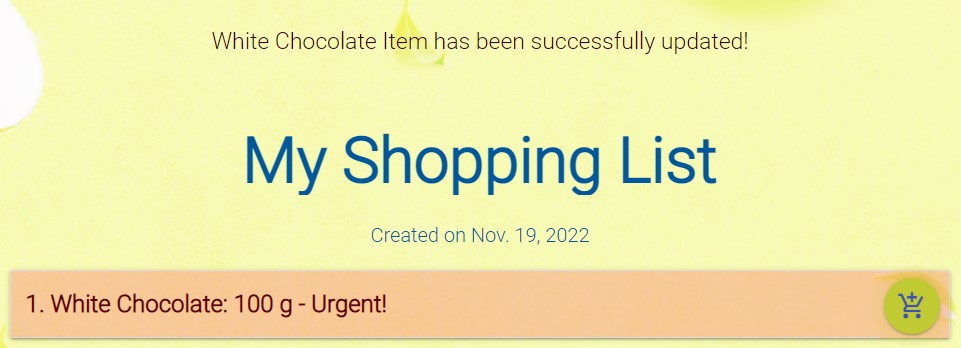 White Chocolate Item has been successfully updated!
My Shopping List
Created on Nov. 19, 2022
1. White Chocolate: 100 g - Urgent!